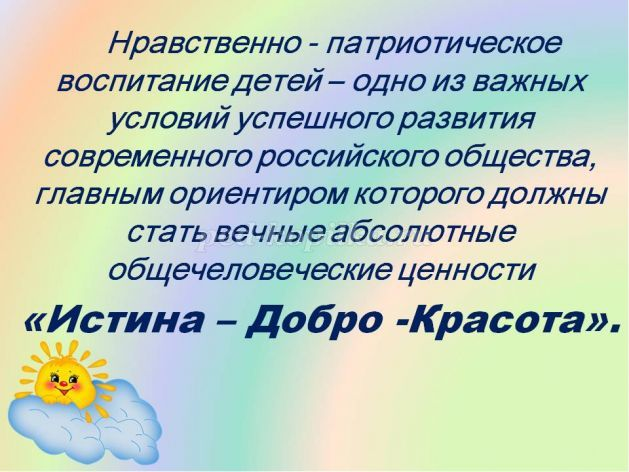 Нравственно - патриотическое
воспитание детей – одно из важных
условий успешного развития
современного российского общества,
главным ориентиром которого должны
стать вечные абсолютные
общечеловеческие ценности
«Истина – Добро -Красота».